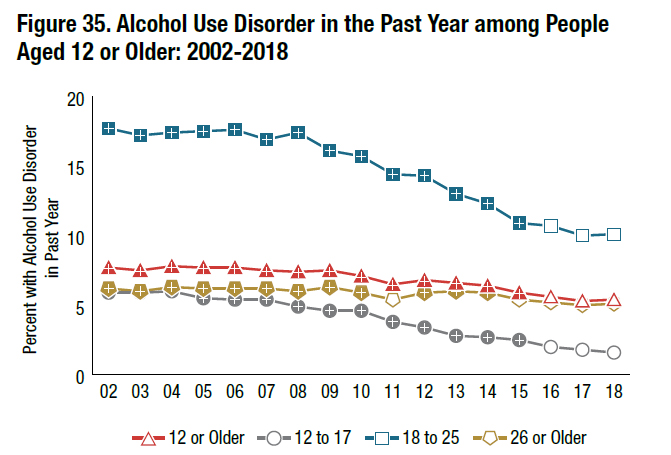 Figure 35. Alcohol Use Disorder in the Past Year among People
Aged 12 or Older: 2002-2018
Percent with Alcohol Use Disorder
in Past Year
20
15
10
5
0
02 03 04 05 06 07 08 09 10 11 12 13 14 15 16 17 18
12 or Older 12 to 17 18 to 25 26 or Older